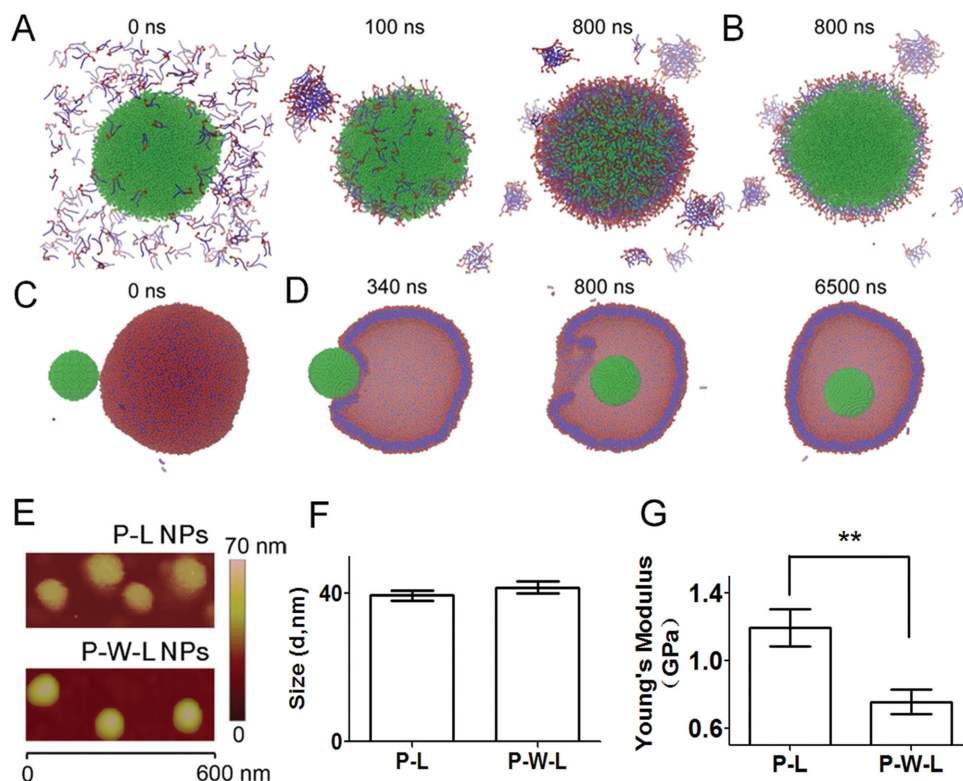 A
0 ns
100 ns
800 ns
B
800 ns
C
0 ns
D
340 ns
800 ns
6500 ns
E
P-L NPs
70 nm
P-W-L NPs
0
0
600 nm
F
Size (d,nm)
40
0
P-L
P-W-L
G
**
Young's Modulus
(GPa)
1.4
1.0
0.6
P-L
P-W-L